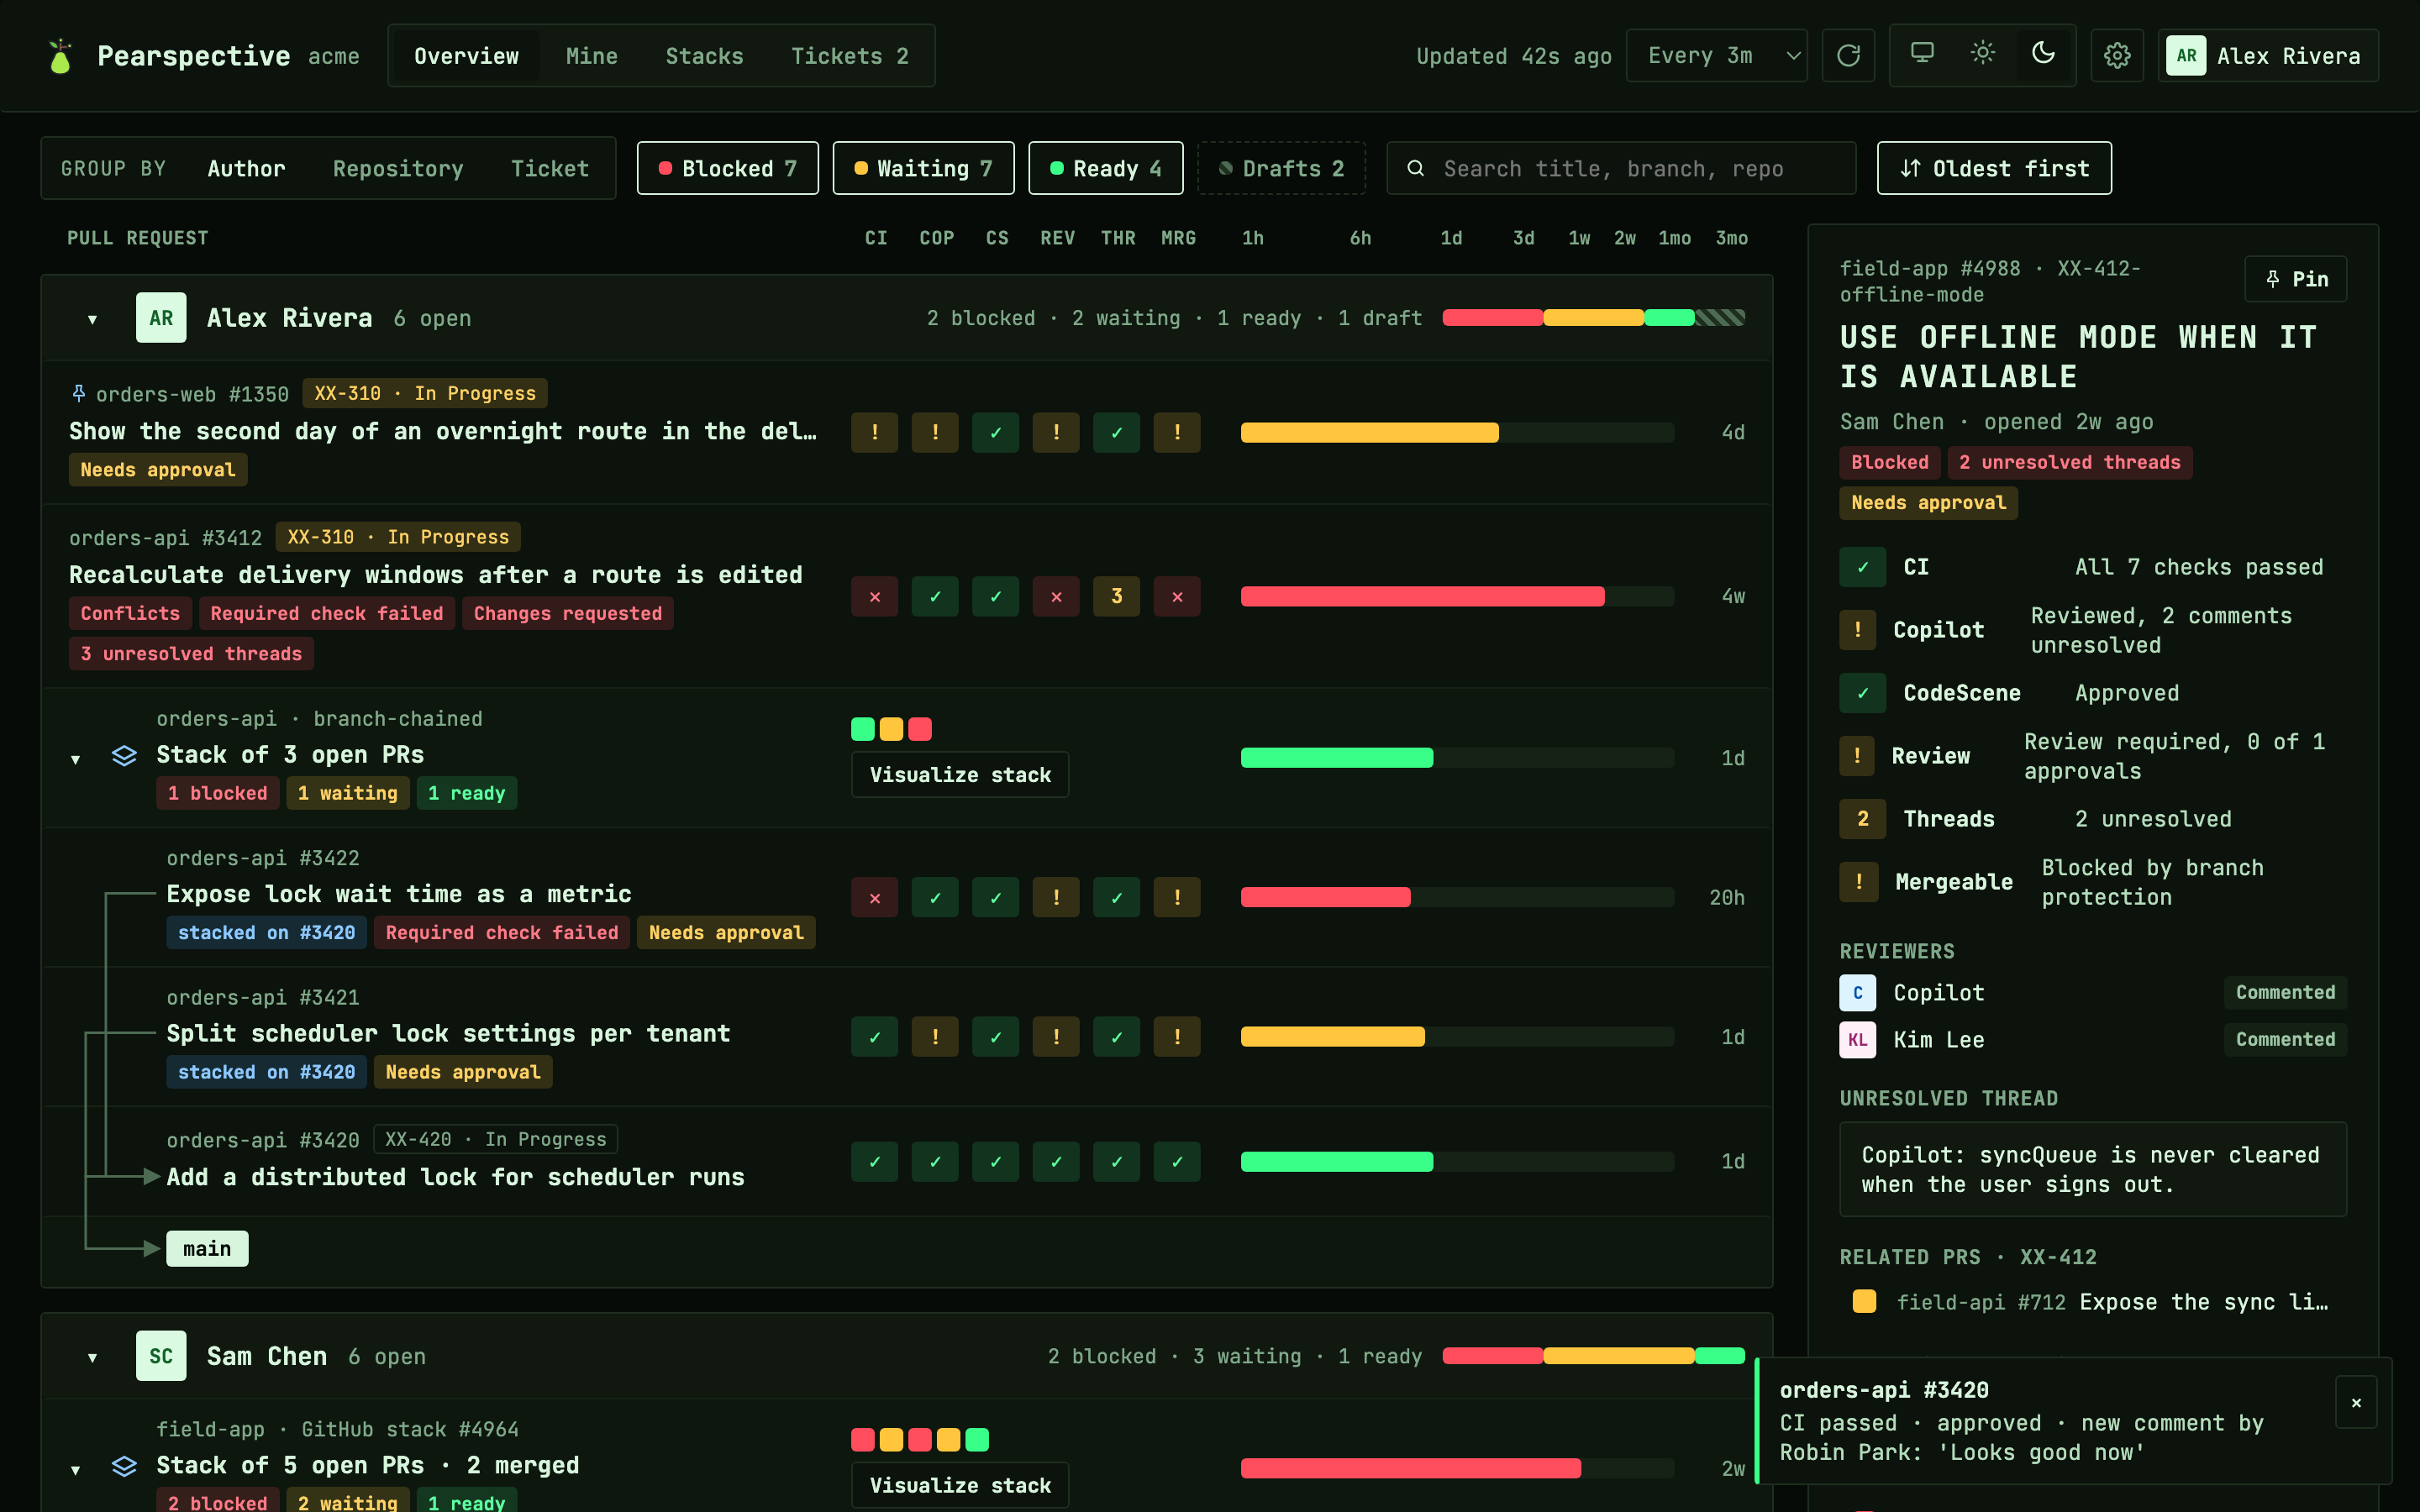 Pearspective acme Overview Mine Stacks Tickets 2 Updated 42s ago Every 3m AR Alex Rivera
GROUP BY Author Repository Ticket Blocked 7 Waiting 7 Ready 4 Drafts 2 Search title, branch, repo Oldest first
PULL REQUEST CI COP CS REV THR MRG 1h 6h 1d 3d 1w 2w 1mo 3mo
AR Alex Rivera 6 open 2 blocked · 2 waiting · 1 ready · 1 draft
orders-web #1350 XX-310 · In Progress
Show the second day of an overnight route in the del… ! ! ✓ ! ✓ ! 4d
Needs approval
orders-api #3412 XX-310 · In Progress
Recalculate delivery windows after a route is edited × ✓ ✓ × 3 × 4w
Conflicts Required check failed Changes requested
3 unresolved threads
orders-api · branch-chained
Stack of 3 open PRs 1d
Visualize stack
1 blocked 1 waiting 1 ready
orders-api #3422
Expose lock wait time as a metric × ✓ ✓ ! ✓ ! 20h
stacked on #3420 Required check failed Needs approval
orders-api #3421
Split scheduler lock settings per tenant ✓ ! ✓ ! ✓ ! 1d
stacked on #3420 Needs approval
orders-api #3420 XX-420 · In Progress
Add a distributed lock for scheduler runs ✓ ✓ ✓ ✓ ✓ ✓ 1d
main
SC Sam Chen 6 open 2 blocked · 3 waiting · 1 ready
field-app · GitHub stack #4964
Stack of 5 open PRs · 2 merged 2w
Visualize stack
2 blocked 2 waiting 1 ready
field-app #4988 · XX-412-
offline-mode
Pin
USE OFFLINE MODE WHEN IT
IS AVAILABLE
Sam Chen · opened 2w ago
Blocked 2 unresolved threads
Needs approval
✓ CI All 7 checks passed
! Copilot Reviewed, 2 comments
unresolved
✓ CodeScene Approved
! Review Review required, 0 of 1
approvals
2 Threads 2 unresolved
! Mergeable Blocked by branch
protection
REVIEWERS
C Copilot Commented
KL Kim Lee Commented
UNRESOLVED THREAD
Copilot: syncQueue is never cleared
when the user signs out.
RELATED PRS · XX-412
field-api #712 Expose the sync li…
orders-api #3420 ×
CI passed · approved · new comment by
Robin Park: 'Looks good now'